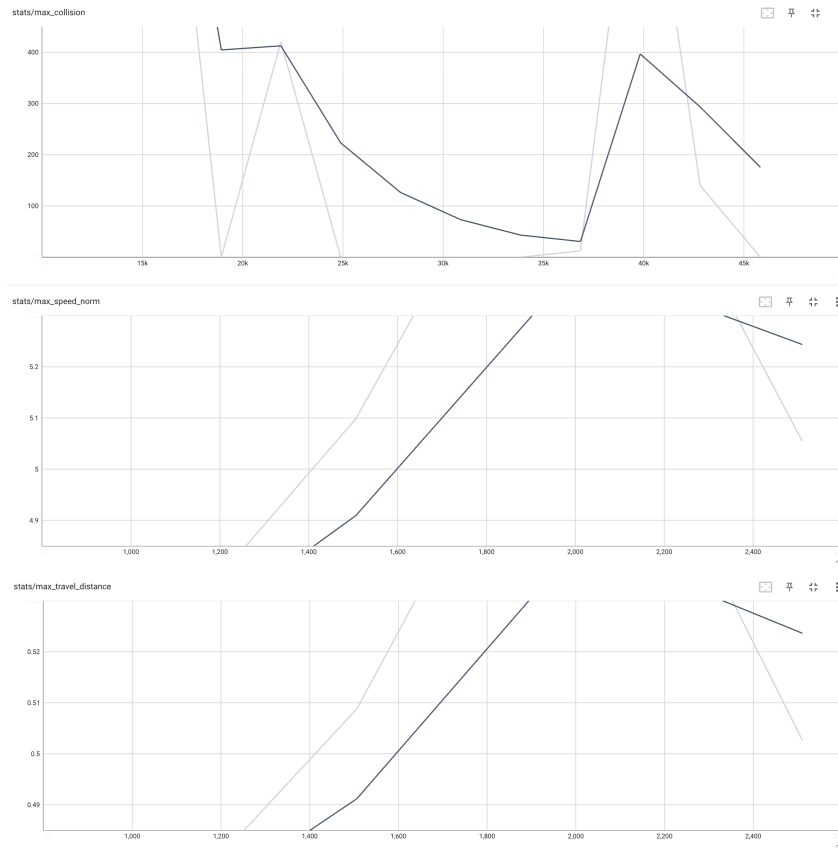 stats/max_collision
400
300
200
100
15k 20k 25k 30k 35k 40k 45k
stats/max_speed_norm
5.2
5.1
5
4.9
1,000 1,200 1,400 1,600 1,800 2,000 2,200 2,400
stats/max_travel_distance
0.52
0.51
0.5
0.49
1,000 1,200 1,400 1,600 1,800 2,000 2,200 2,400